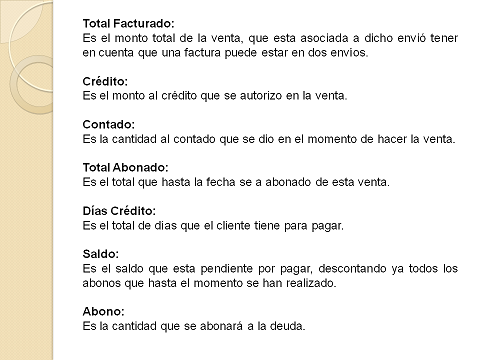 Total Facturado:
Es el monto total de la venta, que esta asociada a dicho envió tener
en cuenta que una factura puede estar en dos envíos.
Crédito:
Es el monto al crédito que se autorizo en la venta.
Contado:
Es la cantidad al contado que se dio en el momento de hacer la venta.
Total Abonado:
Es el total que hasta la fecha se a abonado de esta venta.
Días Crédito:
Es el total de dias que el cliente tiene para pagar.
Saldo:
Es el saldo que esta pendiente por pagar, descontando ya todos los
abonos que hasta el momento se han realizado.
Abono:
Es la cantidad que se abonará a la deuda.